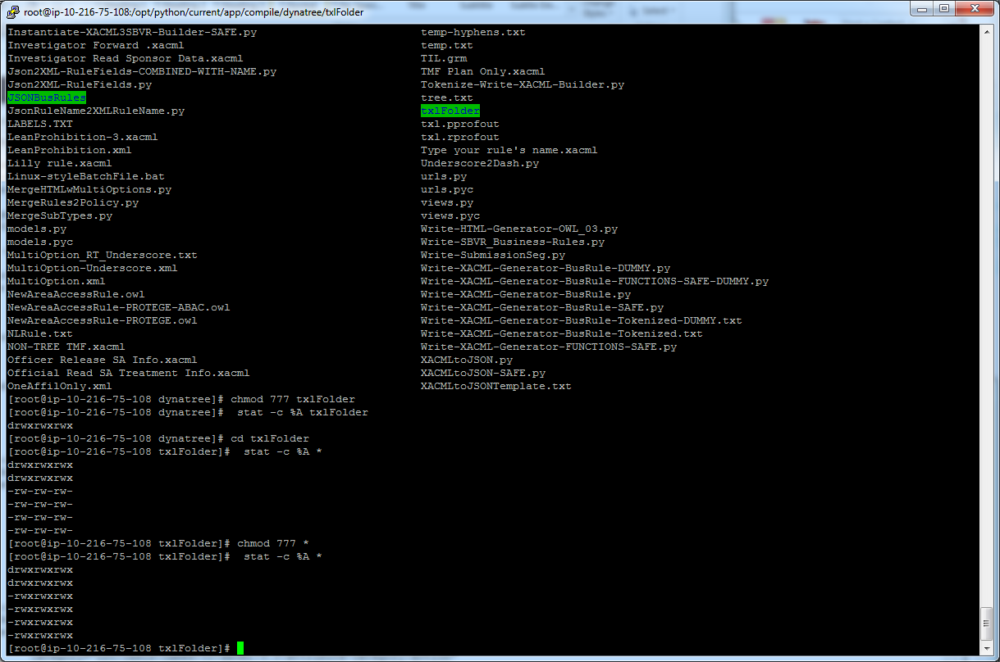 root@ip-10-216-75-108:/opt/python/current/app/compile/dynatree/txlFolder
Instantiate-XACML3SBVR-Builder-SAFE.py temp-hyphens.txt
Investigator Forward .xacml temp.txt
Investigator Read Sponsor Data.xacml TIL.grm
Json2XML-RuleFields-COMBINED-WITH-NAME.py TMF Plan Only.xacml
Json2XML-RuleFields.py Tokenize-Write-XACML-Builder.py
JSONBusRules tree.txt
JsonRuleName2XMLRuleName.py txlFolder
LABELS.TXT txl.pprofout
LeanProhibition-3.xacml txl.rprofout
LeanProhibition.xml Type your rule's name.xacml
Lilly rule.xacml Underscore2Dash.py
Linux-styleBatchFile.bat urls.py
MergeHTMLwMultiOptions.py urls.pyc
MergeRules2Policy.py views.py
MergeSubTypes.py views.pyc
models.py Write-HTML-Generator-OWL_03.py
models.pyc Write-SBVR_Business-Rules.py
MultiOption_RT_Underscore.txt Write-SubmissionSeg.py
MultiOption-Underscore.xml Write-XACML-Generator-BusRule-DUMMY.py
MultiOption.xml Write-XACML-Generator-BusRule-FUNCTIONS-SAFE-DUMMY.py
NewAreaAccessRule.owl Write-XACML-Generator-BusRule.py
NewAreaAccessRule-PROTEGE-ABAC.owl Write-XACML-Generator-BusRule-SAFE.py
NewAreaAccessRule-PROTEGE.owl Write-XACML-Generator-BusRule-Tokenized-DUMMY.txt
NLRule.txt Write-XACML-Generator-BusRule-Tokenized.txt
NON-TREE TMF.xacml Write-XACML-Generator-FUNCTIONS-SAFE.py
Officer Release SA Info.xacml XACMLtoJSON.py
Official Read SA Treatment Info.xacml XACMLtoJSON-SAFE.py
OneAffilOnly.xml XACMLtoJSONTemplate.txt
[root@ip-10-216-75-108 dynatree]# chmod 777 txlFolder
[root@ip-10-216-75-108 dynatree]#  stat -c %A txlFolder
drwxrwxrwx
[root@ip-10-216-75-108 dynatree]# cd txlFolder
[root@ip-10-216-75-108 txlFolder]#  stat -c %A *
drwxrwxrwx
drwxrwxrwx
-rw-rw-rw-
-rw-rw-rw-
-rw-rw-rw-
-rw-rw-rw-
[root@ip-10-216-75-108 txlFolder]# chmod 777 *
[root@ip-10-216-75-108 txlFolder]#  stat -c %A *
drwxrwxrwx
drwxrwxrwx
-rwxrwxrwx
-rwxrwxrwx
-rwxrwxrwx
-rwxrwxrwx
[root@ip-10-216-75-108 txlFolder]#